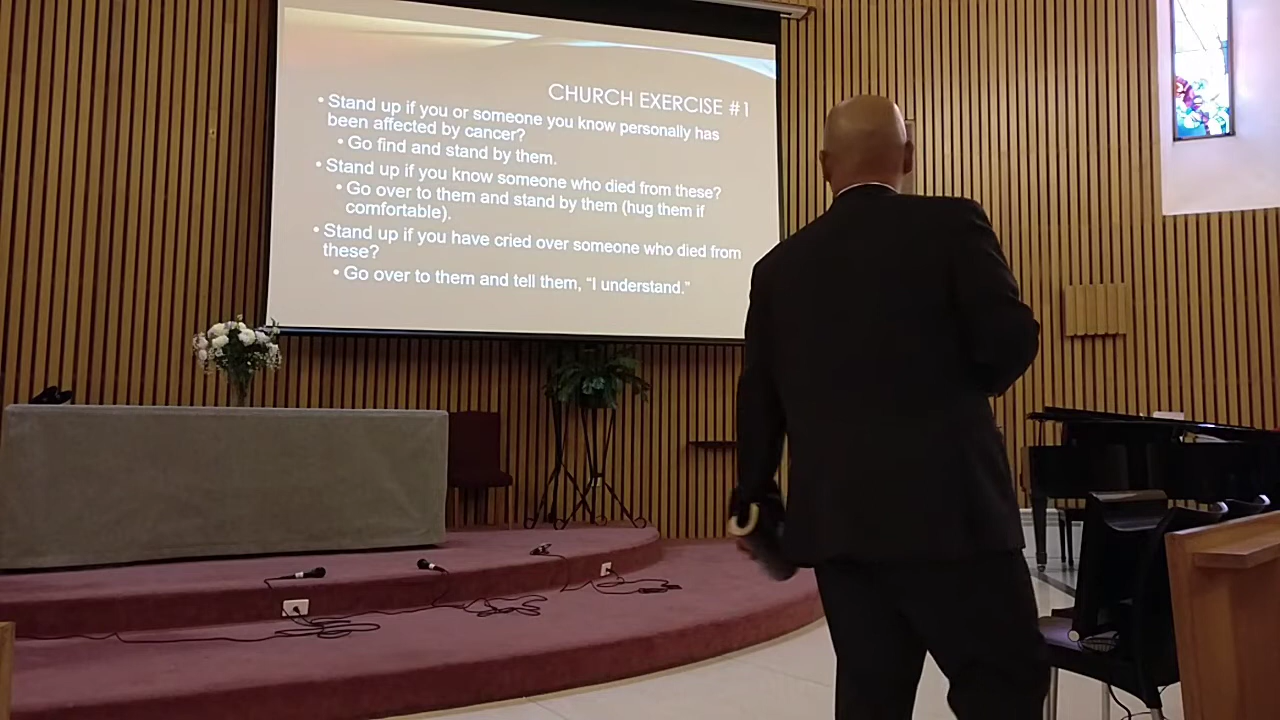 CHURCH EXERCISE #1
• Stand up if you or someone you know personally has
been affected by cancer?
• Go find and stand by them.
• Stand up if you know someone who died from these?
• Go over to them and stand by them (hug them if
comfortable).
• Stand up if you have cried over someone who died from
these?
• Go over to them and tell them, “I understand.”